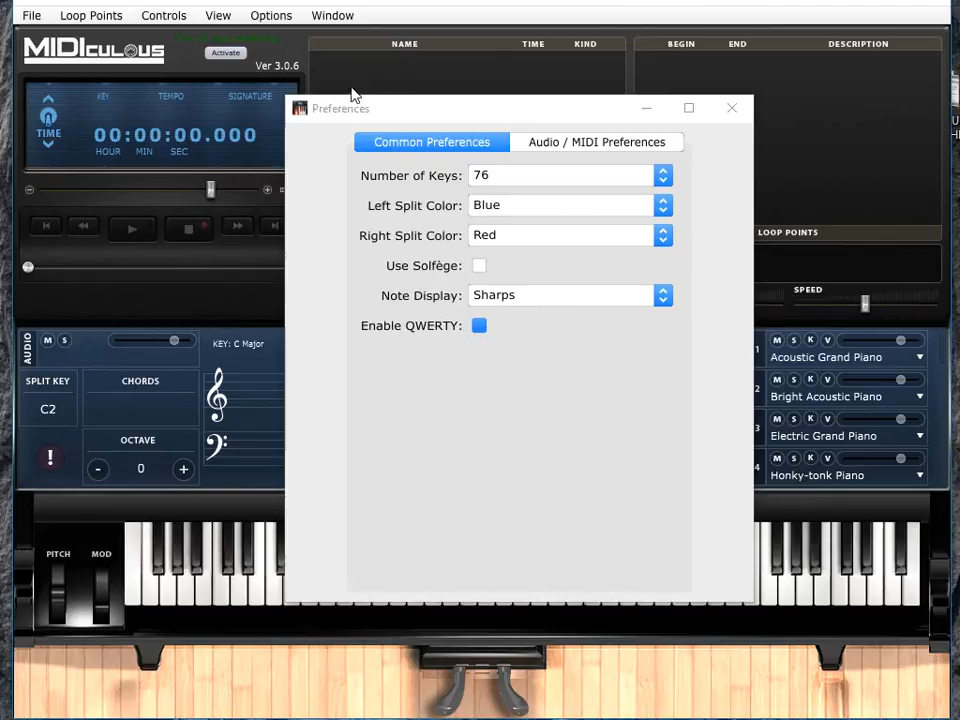 File Loop Points Controls View Options Window
MIDIculous
Activate
Ver 3.0.6
NAME TIME KIND
BEGIN END DESCRIPTION
KEY TEMPO SIGNATURE
TIME
00:00:00.000
HOUR MIN SEC
Preferences
Common Preferences Audio / MIDI Preferences
Number of Keys: 76
Left Split Color: Blue
Right Split Color: Red
Use Solfège:
Note Display: Sharps
Enable QWERTY:
LOOP POINTS
SPEED
AUDIO
M S
KEY: C Major
SPLIT KEY
C2
CHORDS
OCTAVE
- 0 +
!
1 M S K V
Acoustic Grand Piano
2 M S K V
Bright Acoustic Piano
3 M S K V
Electric Grand Piano
4 M S K V
Honky-tonk Piano
PITCH MOD